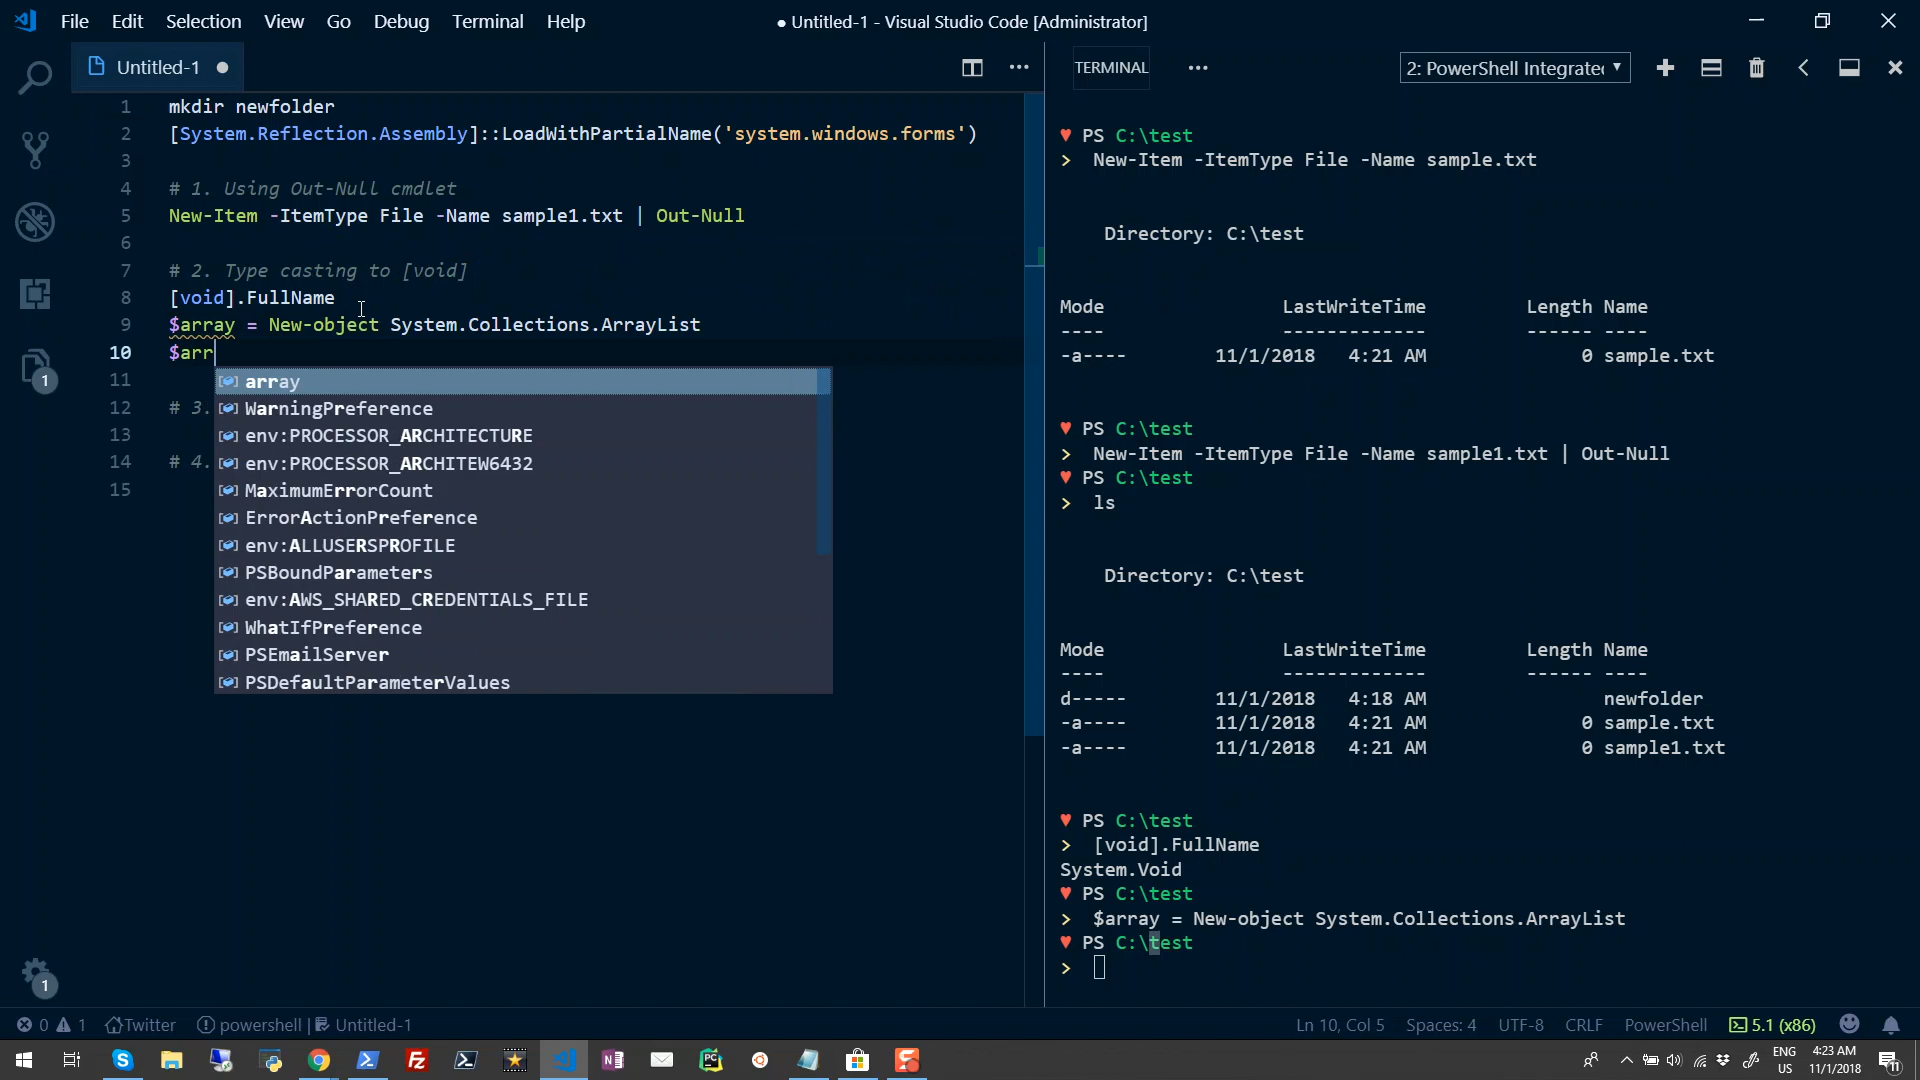 File Edit Selection View Go Debug Terminal Help
● Untitled-1 - Visual Studio Code [Administrator]
Untitled-1 ●
1 mkdir newfolder
2 [System.Reflection.Assembly]::LoadWithPartialName('system.windows.forms')
3
4 # 1. Using Out-Null cmdlet
5 New-Item -ItemType File -Name sample1.txt | Out-Null
6
7 # 2. Type casting to [void]
8 [void].FullName
9 $array = New-object System.Collections.ArrayList
10 $arr
11
12 # 3.
13
14 # 4.
15
array
WarningPreference
env:PROCESSOR_ARCHITECTURE
env:PROCESSOR_ARCHITEW6432
MaximumErrorCount
ErrorActionPreference
env:ALLUSERSPROFILE
PSBoundParameters
env:AWS_SHARED_CREDENTIALS_FILE
WhatIfPreference
PSEmailServer
PSDefaultParameterValues
1
1
TERMINAL ··· 2: PowerShell Integrate
♥ PS C:\test
> New-Item -ItemType File -Name sample.txt
Directory: C:\test
Mode LastWriteTime Length Name
---- ------------- ------ ----
-a---- 11/1/2018 4:21 AM 0 sample.txt
♥ PS C:\test
> New-Item -ItemType File -Name sample1.txt | Out-Null
♥ PS C:\test
> ls
Directory: C:\test
Mode LastWriteTime Length Name
---- ------------- ------ ----
d----- 11/1/2018 4:18 AM newfolder
-a---- 11/1/2018 4:21 AM 0 sample.txt
-a---- 11/1/2018 4:21 AM 0 sample1.txt
♥ PS C:\test
> [void].FullName
System.Void
♥ PS C:\test
> $array = New-object System.Collections.ArrayList
♥ PS C:\test
>
0 1 Twitter powershell | Untitled-1 Ln 10, Col 5 Spaces: 4 UTF-8 CRLF PowerShell 5.1 (x86)
ENG 4:23 AM
US 11/1/2018 11